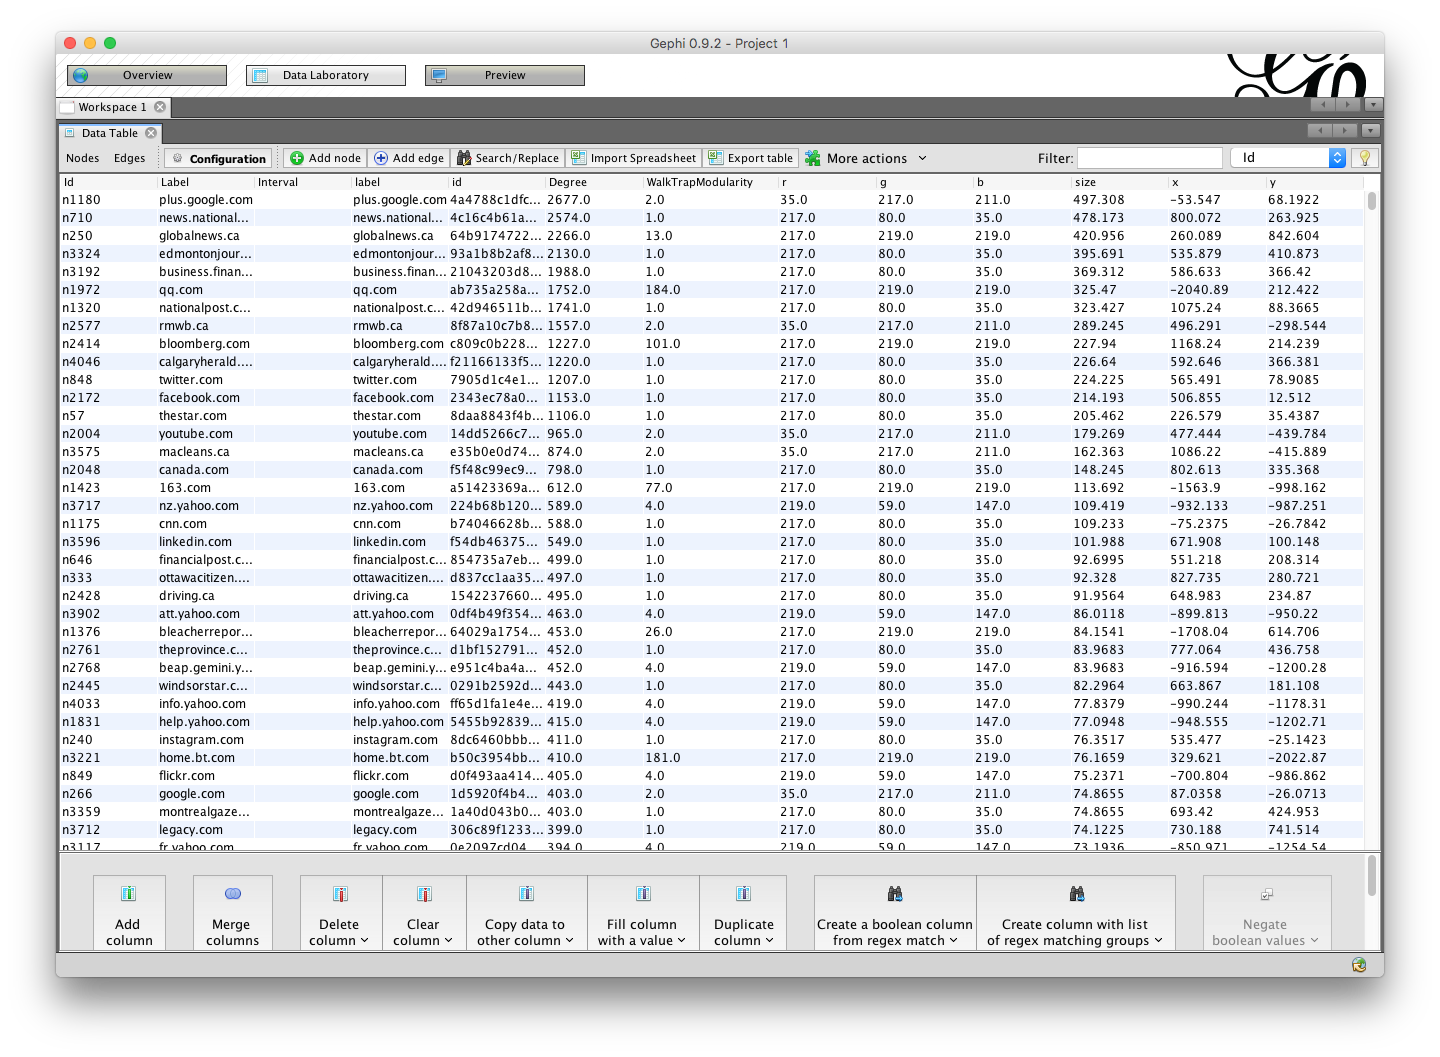 Gephi 0.9.2 - Project 1
Overview Data Laboratory Preview
Workspace 1
Data Table
Nodes Edges Configuration Add node Add edge Search/Replace Import Spreadsheet Export table More actions Filter: Id
Id Label Interval label id Degree WalkTrapModularity r g b size x y
n1180 plus.google.com plus.google.com 4a4788c1dfc... 2677.0 2.0 35.0 217.0 211.0 497.308 -53.547 68.1922
n710 news.national... news.national... 4c16c4b61a... 2574.0 1.0 217.0 80.0 35.0 478.173 800.072 263.925
n250 globalnews.ca globalnews.ca 64b9174722... 2266.0 13.0 217.0 219.0 219.0 420.956 260.089 842.604
n3324 edmontonjour... edmontonjour... 93a1b8b2af8... 2130.0 1.0 217.0 80.0 35.0 395.691 535.879 410.873
n3192 business.finan... business.finan... 21043203d8... 1988.0 1.0 217.0 80.0 35.0 369.312 586.633 366.42
n1972 qq.com qq.com ab735a258a... 1752.0 184.0 217.0 219.0 219.0 325.47 -2040.89 212.422
n1320 nationalpost.c... nationalpost.c... 42d946511b... 1741.0 1.0 217.0 80.0 35.0 323.427 1075.24 88.3665
n2577 rmwb.ca rmwb.ca 8f87a10c7b8... 1557.0 2.0 35.0 217.0 211.0 289.245 496.291 -298.544
n2414 bloomberg.com bloomberg.com c809c0b228... 1227.0 101.0 217.0 219.0 219.0 227.94 1168.24 214.239
n4046 calgaryherald.... calgaryherald.... f21166133f5... 1220.0 1.0 217.0 80.0 35.0 226.64 592.646 366.381
n848 twitter.com twitter.com 7905d1c4e1... 1207.0 1.0 217.0 80.0 35.0 224.225 565.491 78.9085
n2172 facebook.com facebook.com 2343ec78a0... 1153.0 1.0 217.0 80.0 35.0 214.193 506.855 12.512
n57 thestar.com thestar.com 8daa8843f4b... 1106.0 1.0 217.0 80.0 35.0 205.462 226.579 35.4387
n2004 youtube.com youtube.com 14dd5266c7... 965.0 2.0 35.0 217.0 211.0 179.269 477.444 -439.784
n3575 macleans.ca macleans.ca e35b0e0d74... 874.0 2.0 35.0 217.0 211.0 162.363 1086.22 -415.889
n2048 canada.com canada.com f5f48c99ec9... 798.0 1.0 217.0 80.0 35.0 148.245 802.613 335.368
n1423 163.com 163.com a51423369a... 612.0 77.0 217.0 219.0 219.0 113.692 -1563.9 -998.162
n3717 nz.yahoo.com nz.yahoo.com 224b68b120... 589.0 4.0 219.0 59.0 147.0 109.419 -932.133 -987.251
n1175 cnn.com cnn.com b74046628b... 588.0 1.0 217.0 80.0 35.0 109.233 -75.2375 -26.7842
n3596 linkedin.com linkedin.com f54db46375... 549.0 1.0 217.0 80.0 35.0 101.988 671.908 100.148
n646 financialpost.c... financialpost.c... 854735a7eb... 499.0 1.0 217.0 80.0 35.0 92.6995 551.218 208.314
n333 ottawacitizen.... ottawacitizen.... d837cc1aa35... 497.0 1.0 217.0 80.0 35.0 92.328 827.735 280.721
n2428 driving.ca driving.ca 1542237660... 495.0 1.0 217.0 80.0 35.0 91.9564 648.983 234.87
n3902 att.yahoo.com att.yahoo.com 0df4b49f354... 463.0 4.0 219.0 59.0 147.0 86.0118 -899.813 -950.22
n1376 bleacherrepor... bleacherrepor... 64029a1754... 453.0 26.0 217.0 219.0 219.0 84.1541 -1708.04 614.706
n2761 theprovince.c... theprovince.c... d1bf152791... 452.0 1.0 217.0 80.0 35.0 83.9683 777.064 436.758
n2768 beap.gemini.y... beap.gemini.y... e951c4ba4a... 452.0 4.0 219.0 59.0 147.0 83.9683 -916.594 -1200.28
n2445 windsorstar.c... windsorstar.c... 0291b2592d... 443.0 1.0 217.0 80.0 35.0 82.2964 663.867 181.108
n4033 info.yahoo.com info.yahoo.com ff65d1fa1e4e... 419.0 4.0 219.0 59.0 147.0 77.8379 -990.244 -1178.31
n1831 help.yahoo.com help.yahoo.com 5455b92839... 415.0 4.0 219.0 59.0 147.0 77.0948 -948.555 -1202.71
n240 instagram.com instagram.com 8dc6460bbb... 411.0 1.0 217.0 80.0 35.0 76.3517 535.477 -25.1423
n3221 home.bt.com home.bt.com b50c3954bb... 410.0 181.0 217.0 219.0 219.0 76.1659 329.621 -2022.87
n849 flickr.com flickr.com d0f493aa414... 405.0 4.0 219.0 59.0 147.0 75.2371 -700.804 -986.862
n266 google.com google.com 1d5920f4b4... 403.0 2.0 35.0 217.0 211.0 74.8655 87.0358 -26.0713
n3359 montrealgaze... montrealgaze... 1a40d043b0... 403.0 1.0 217.0 80.0 35.0 74.8655 693.42 424.953
n3712 legacy.com legacy.com 306c89f1233... 399.0 1.0 217.0 80.0 35.0 74.1225 730.188 741.514
n3117 fr.yahoo.com fr.yahoo.com 0e2097cd04... 394.0 4.0 219.0 59.0 147.0 73.1936 -850.971 -1254.54
Add Merge Delete Clear Copy data to Fill column Duplicate Create a boolean column Create column with list Negate
column columns column column other column with a value column from regex match of regex matching groups boolean values